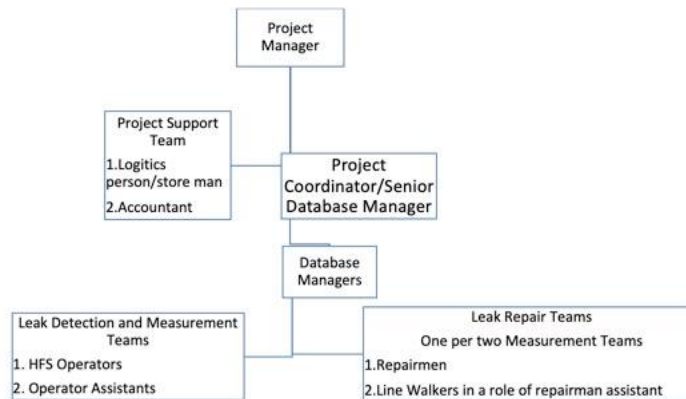 Project
Manager
Project Support
Team
1.Logitics
person/store man
2.Accountant
Project
Coordinator/Senior
Database Manager
Database
Managers
Leak Detection and Measurement
Teams
1. HFS Operators
2. Operator Assistants
Leak Repair Teams
One per two Measurement Teams
1.Repairmen
2.Line Walkers in a role of repairman assistant